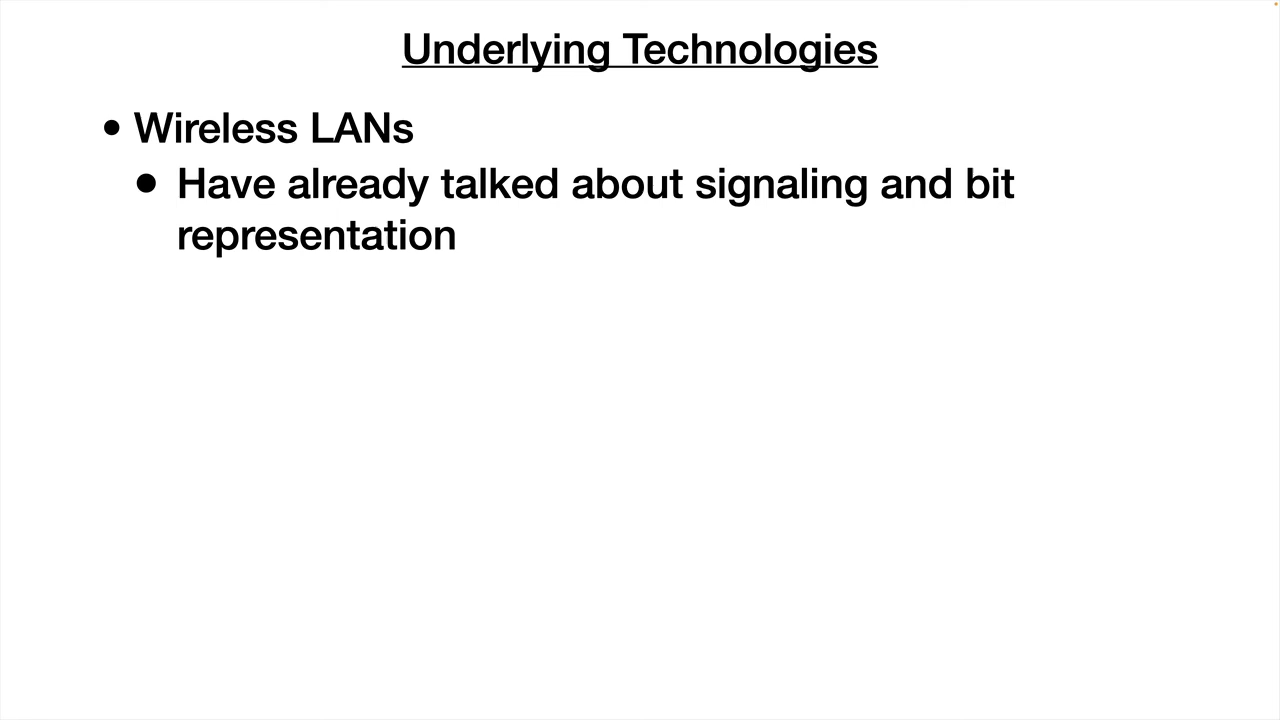 Underlying Technologies
• Wireless LANs
• Have already talked about signaling and bit
representation